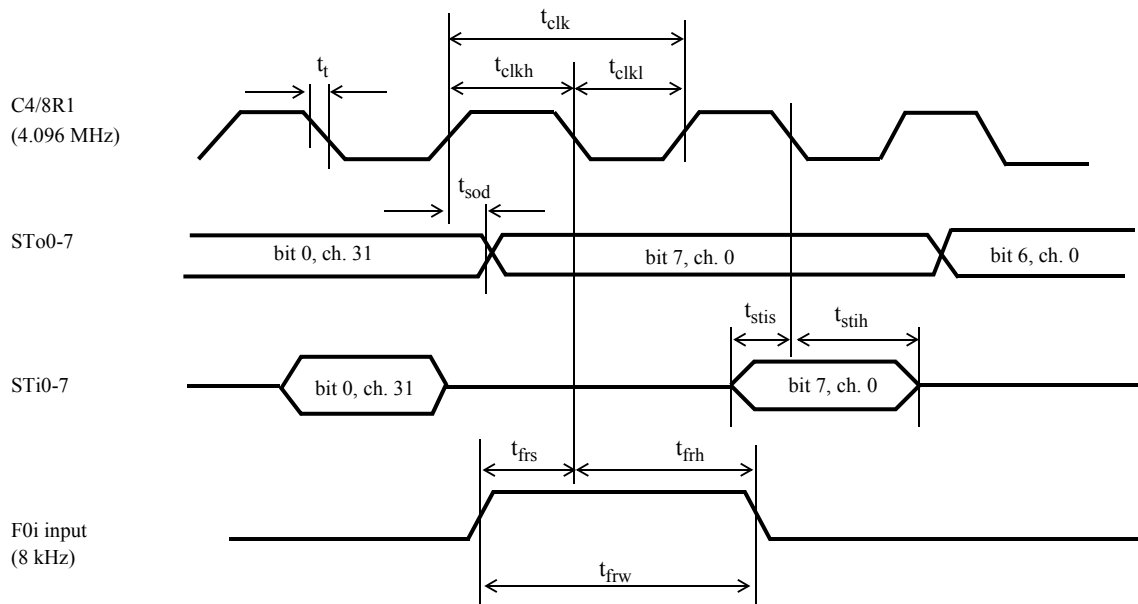 t_clk
t_t
t_clkh
t_clkl
C4/8R1
(4.096 MHz)
t_sod
STo0-7
bit 0, ch. 31
bit 7, ch. 0
bit 6, ch. 0
t_stis
t_stih
STi0-7
bit 0, ch. 31
bit 7, ch. 0
t_frs
t_frh
F0i input
(8 kHz)
t_frw